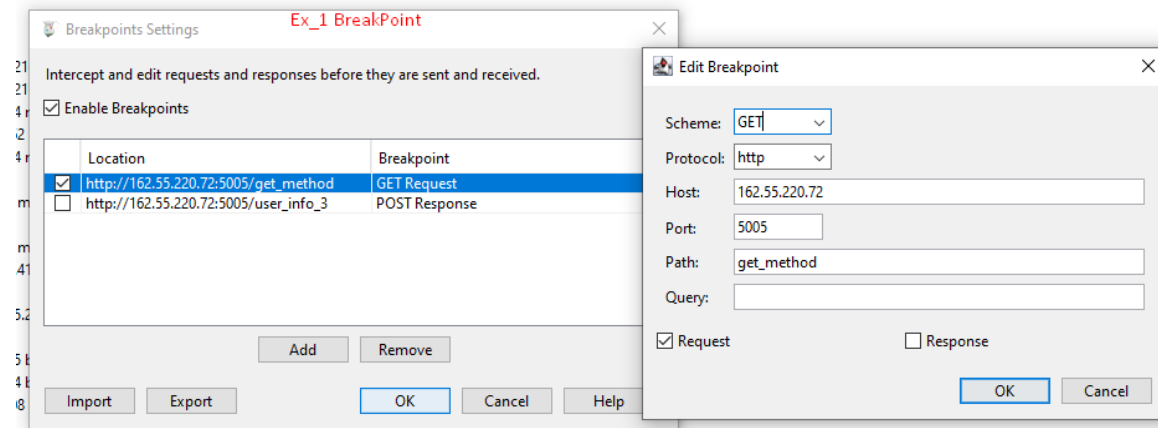 Ex_1 BreakPoint
Breakpoints Settings
Intercept and edit requests and responses before they are sent and received.
Enable Breakpoints
Location Breakpoint
http://162.55.220.72:5005/get_method GET Request
http://162.55.220.72:5005/user_info_3 POST Response
Add Remove
Import Export OK Cancel Help
Edit Breakpoint
Scheme: GET
Protocol: http
Host: 162.55.220.72
Port: 5005
Path: get_method
Query:
Request Response
OK Cancel